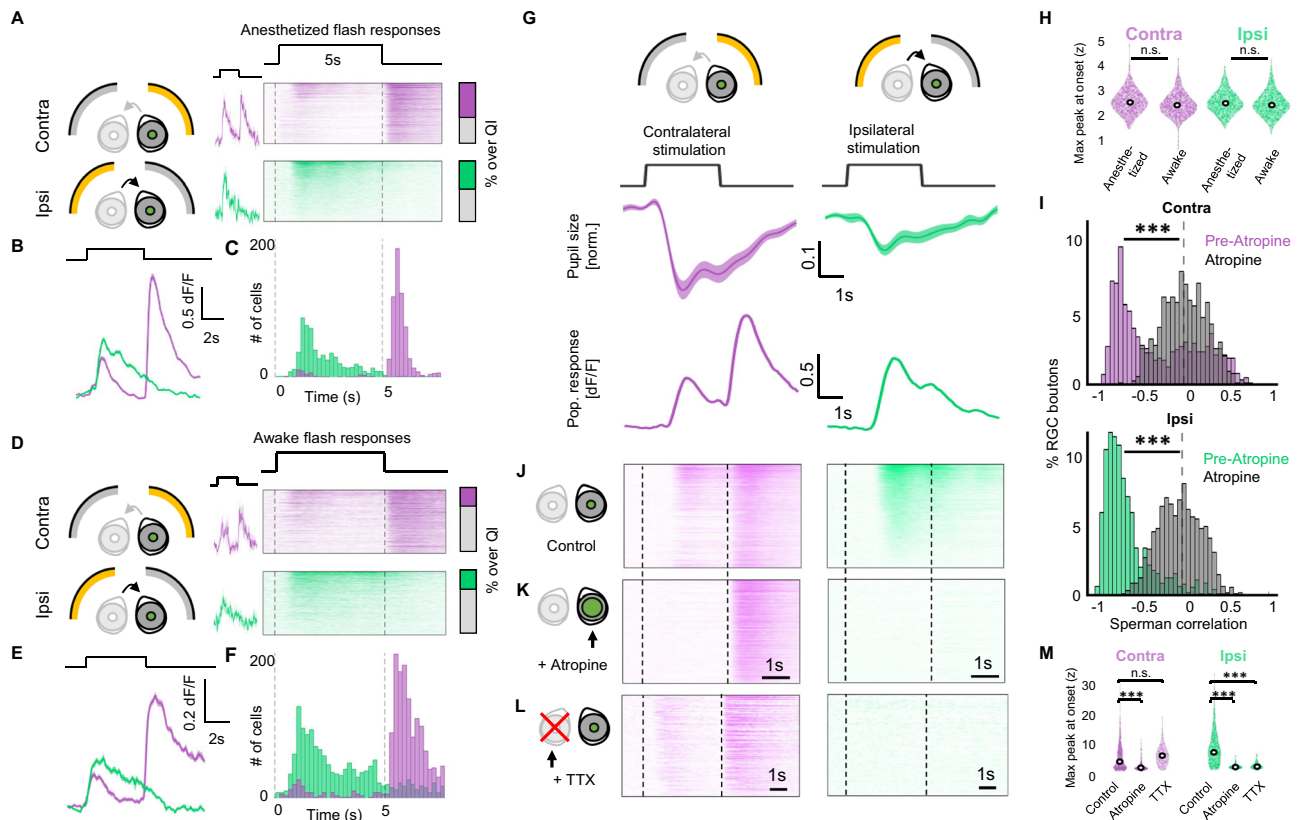 A
Anesthetized flash responses
5s
Contra
Ipsi
% over QI
B
0.5 dF/F
2s
C
200
# of cells
0
0
5
Time (s)
D
Awake flash responses
Contra
Ipsi
% over QI
E
0.2 dF/F
2s
F
200
# of cells
0
0
5
Time (s)
G
Contralateral
stimulation
Ipsilateral
stimulation
Pupil size
[norm.]
0.1
1s
Pop. response
[dF/F]
0.5
1s
J
Control
K
+ Atropine
1s
1s
L
+ TTX
1s
1s
H
Contra
Ipsi
n.s.
n.s.
Max peak at onset (z)
5
4
3
2
1
Anesthe-
tized
Awake
Anesthe-
tized
Awake
I
Contra
***
Pre-Atropine
Atropine
10
5
0
-1
-0.5
0
0.5
1
Ipsi
***
Pre-Atropine
Atropine
% RGC boutons
10
5
0
-1
-0.5
0
0.5
1
Sperman correlation
M
Contra
Ipsi
n.s.
***
***
***
Max peak at onset (z)
30
20
10
0
Control
Atropine
TTX
Control
Atropine
TTX